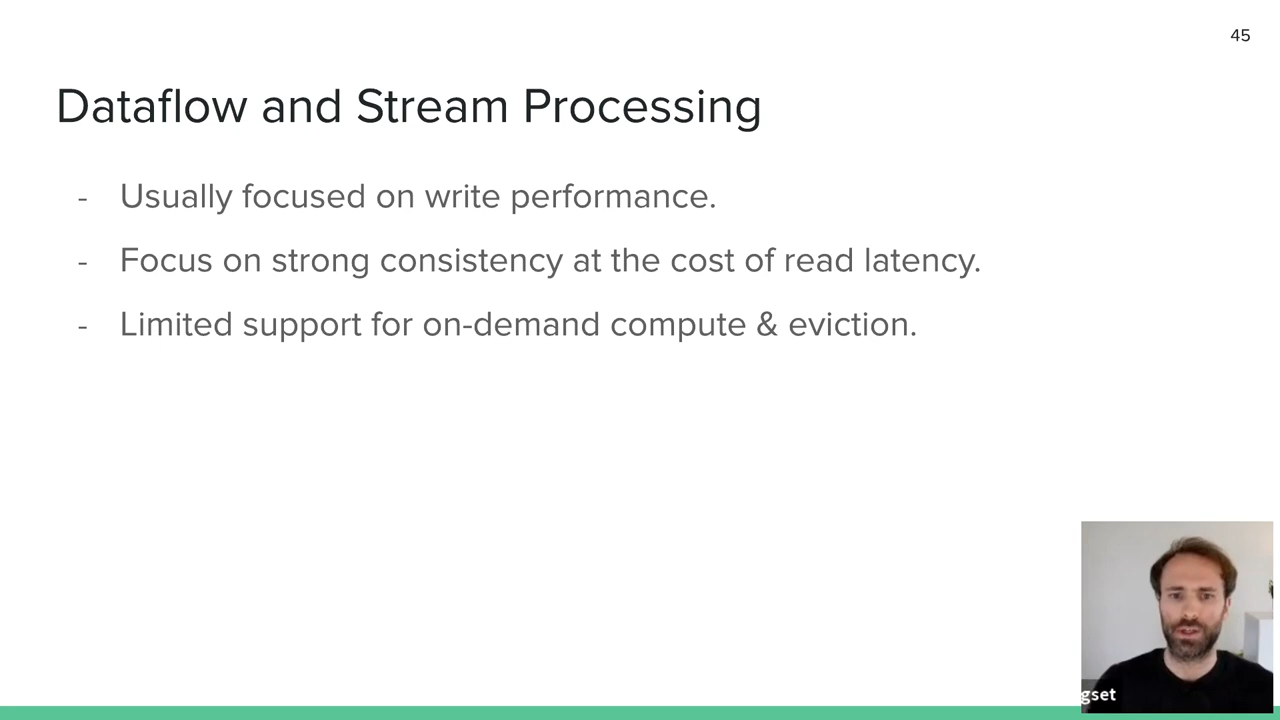 45
Dataflow and Stream Processing
- Usually focused on write performance.
- Focus on strong consistency at the cost of read latency.
- Limited support for on-demand compute & eviction.
gset